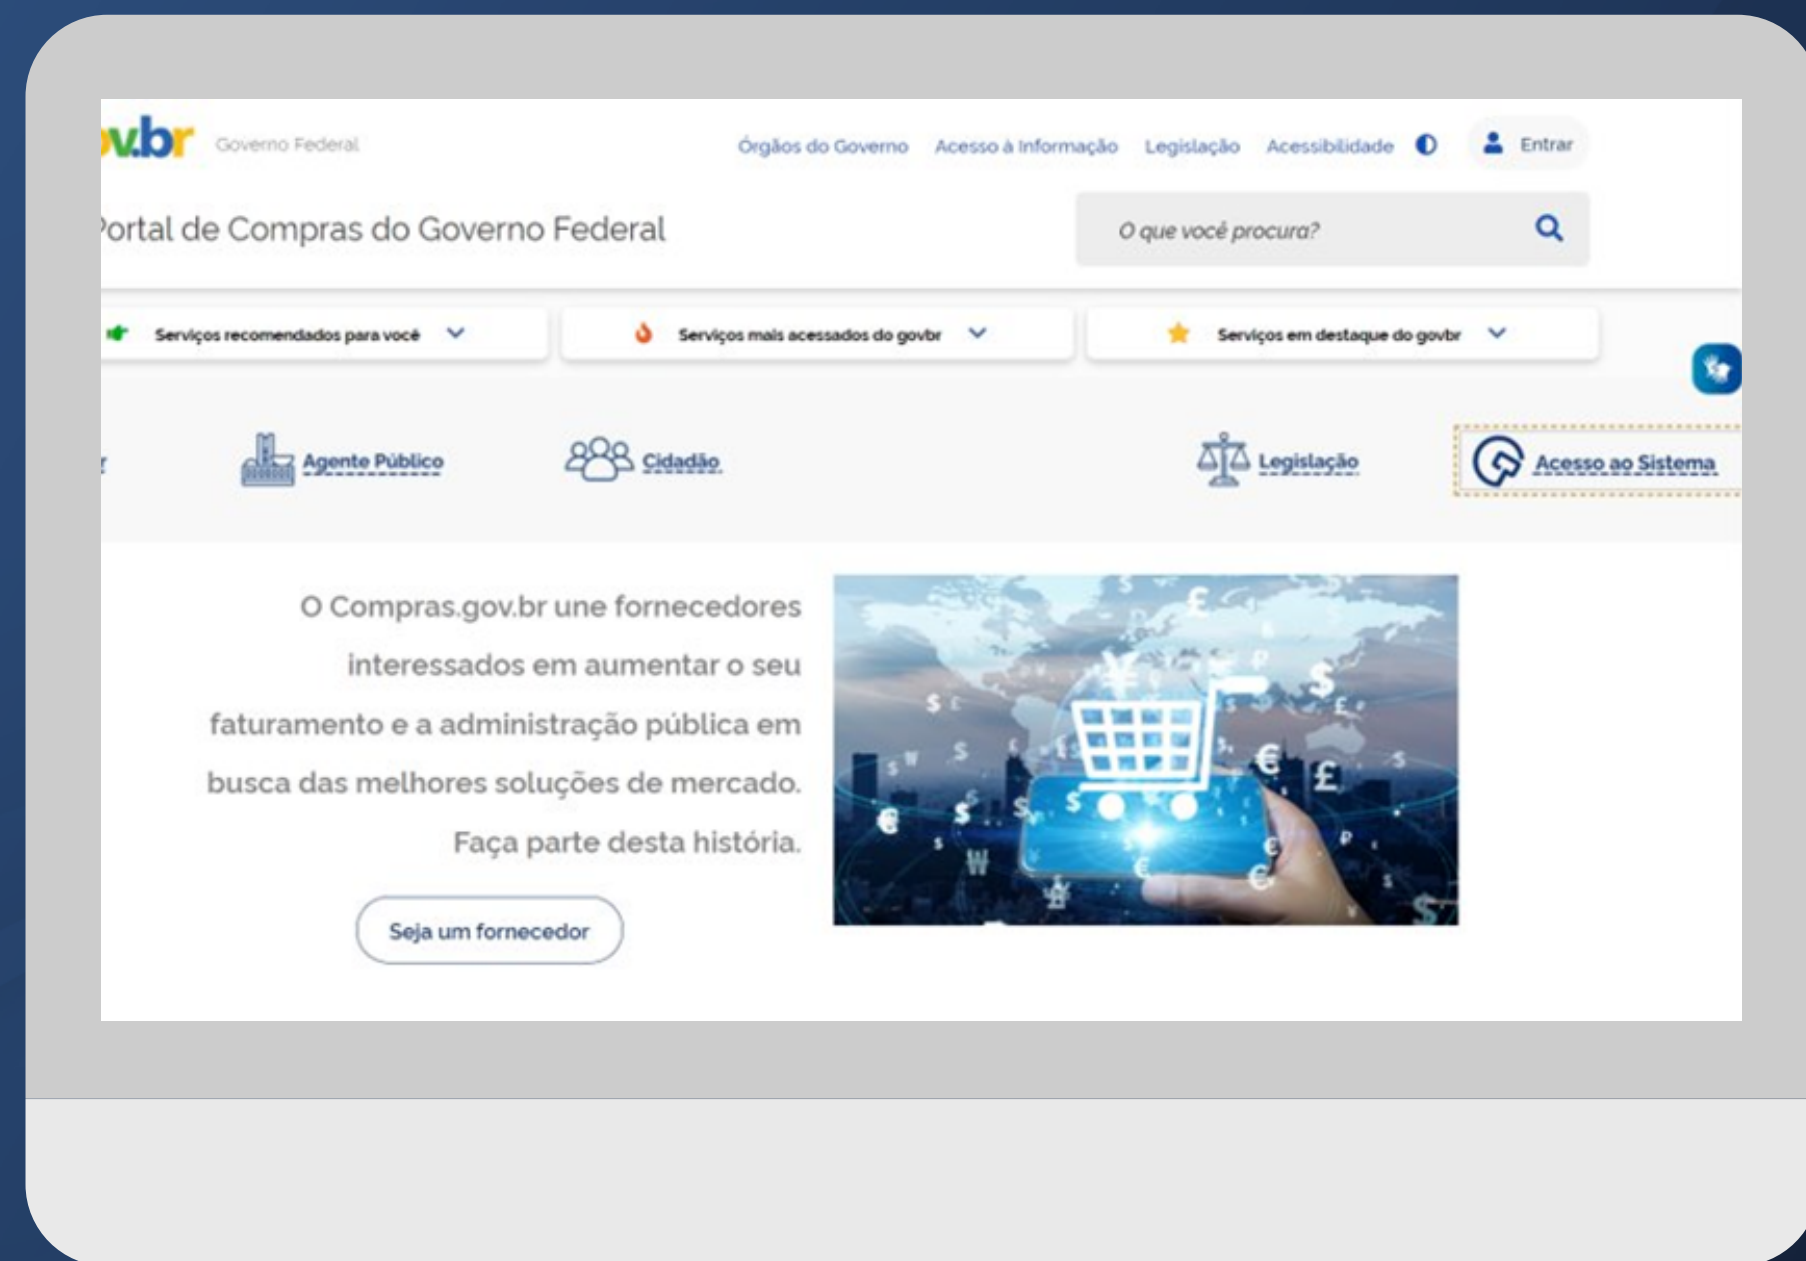 ov.br Governo Federal
Órgãos do Governo Acesso à Informação Legislação Acessibilidade Entrar
Portal de Compras do Governo Federal
O que você procura?
Serviços recomendados para você
Serviços mais acessados do govbr
Serviços em destaque do govbr
Agente Público
Cidadão
Legislação
Acesso ao Sistema
O Compras.gov.br une fornecedores
interessados em aumentar o seu
faturamento e a administração pública em
busca das melhores soluções de mercado.
Faça parte desta história.
Seja um fornecedor